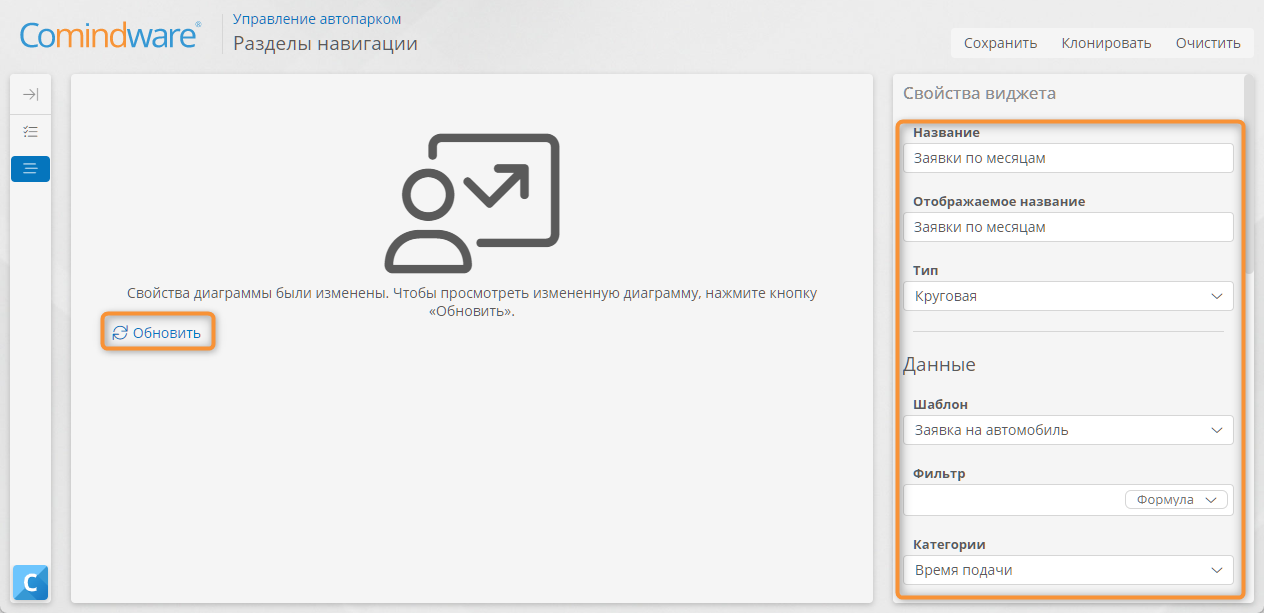 Comindware®
Управление автопарком
Разделы навигации
Сохранить Клонировать Очистить
Свойства диаграммы были изменены. Чтобы просмотреть измененную диаграмму, нажмите кнопку
«Обновить».
Обновить
Свойства виджета
Название
Заявки по месяцам
Отображаемое название
Заявки по месяцам
Тип
Круговая
Данные
Шаблон
Заявка на автомобиль
Фильтр
Формула
Категории
Время подачи
C